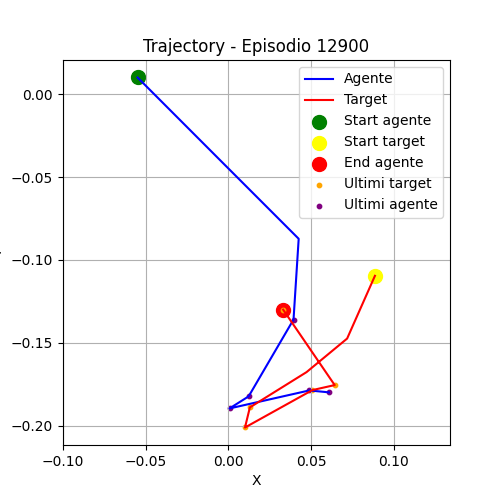 Trajectory - Episodio 12900
Agente
Target
Start agente
Start target
End agente
Ultimi target
Ultimi agente
0.00
−0.05
−0.10
−0.15
−0.20
−0.10
−0.05
0.00
0.05
0.10
X